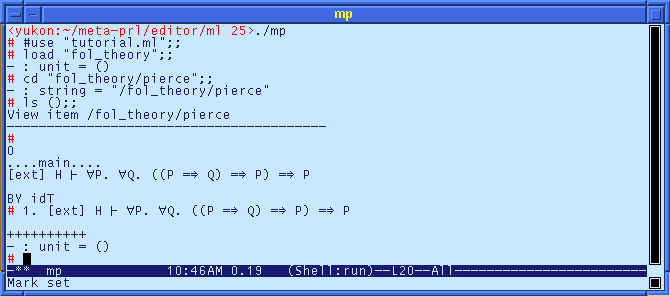 mp
<yukon:~/meta-prl/editor/ml 25>./mp
# #use "tutorial.ml";;
# load "fol_theory";;
- : unit = ()
# cd "fol_theory/pierce";;
- : string = "/fol_theory/pierce"
# ls ();;
View item /fol_theory/pierce
----------------------------------------
#
O
....main....
[ext] H ⊢ ∀P. ∀Q. ((P => Q) => P) => P
BY idT
# 1. [ext] H ⊢ ∀P. ∀Q. ((P => Q) => P) => P
++++++++++
- : unit = ()
#
-** mp 10:46AM 0.19 (Shell:run)--L20--All------------------------
Mark set